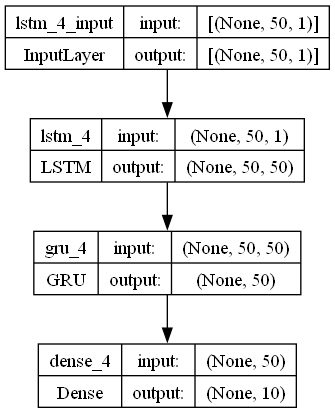 lstm_4_input input: [(None, 50, 1)]
InputLayer output: [(None, 50, 1)]
lstm_4 input: (None, 50, 1)
LSTM output: (None, 50, 50)
gru_4 input: (None, 50, 50)
GRU output: (None, 50)
dense_4 input: (None, 50)
Dense output: (None, 10)